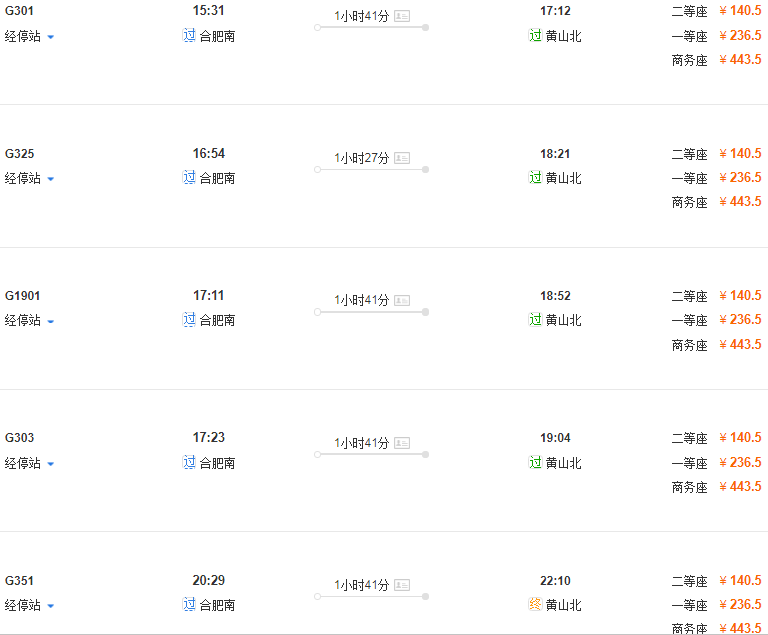 G301 15:31 1小时41分 17:12 二等座 ¥140.5
经停站 过 合肥南 过 黄山北 一等座 ¥236.5
商务座 ¥443.5
G325 16:54 1小时27分 18:21 二等座 ¥140.5
经停站 过 合肥南 过 黄山北 一等座 ¥236.5
商务座 ¥443.5
G1901 17:11 1小时41分 18:52 二等座 ¥140.5
经停站 过 合肥南 过 黄山北 一等座 ¥236.5
商务座 ¥443.5
G303 17:23 1小时41分 19:04 二等座 ¥140.5
经停站 过 合肥南 过 黄山北 一等座 ¥236.5
商务座 ¥443.5
G351 20:29 1小时41分 22:10 二等座 ¥140.5
经停站 过 合肥南 终 黄山北 一等座 ¥236.5
商务座 ¥443.5